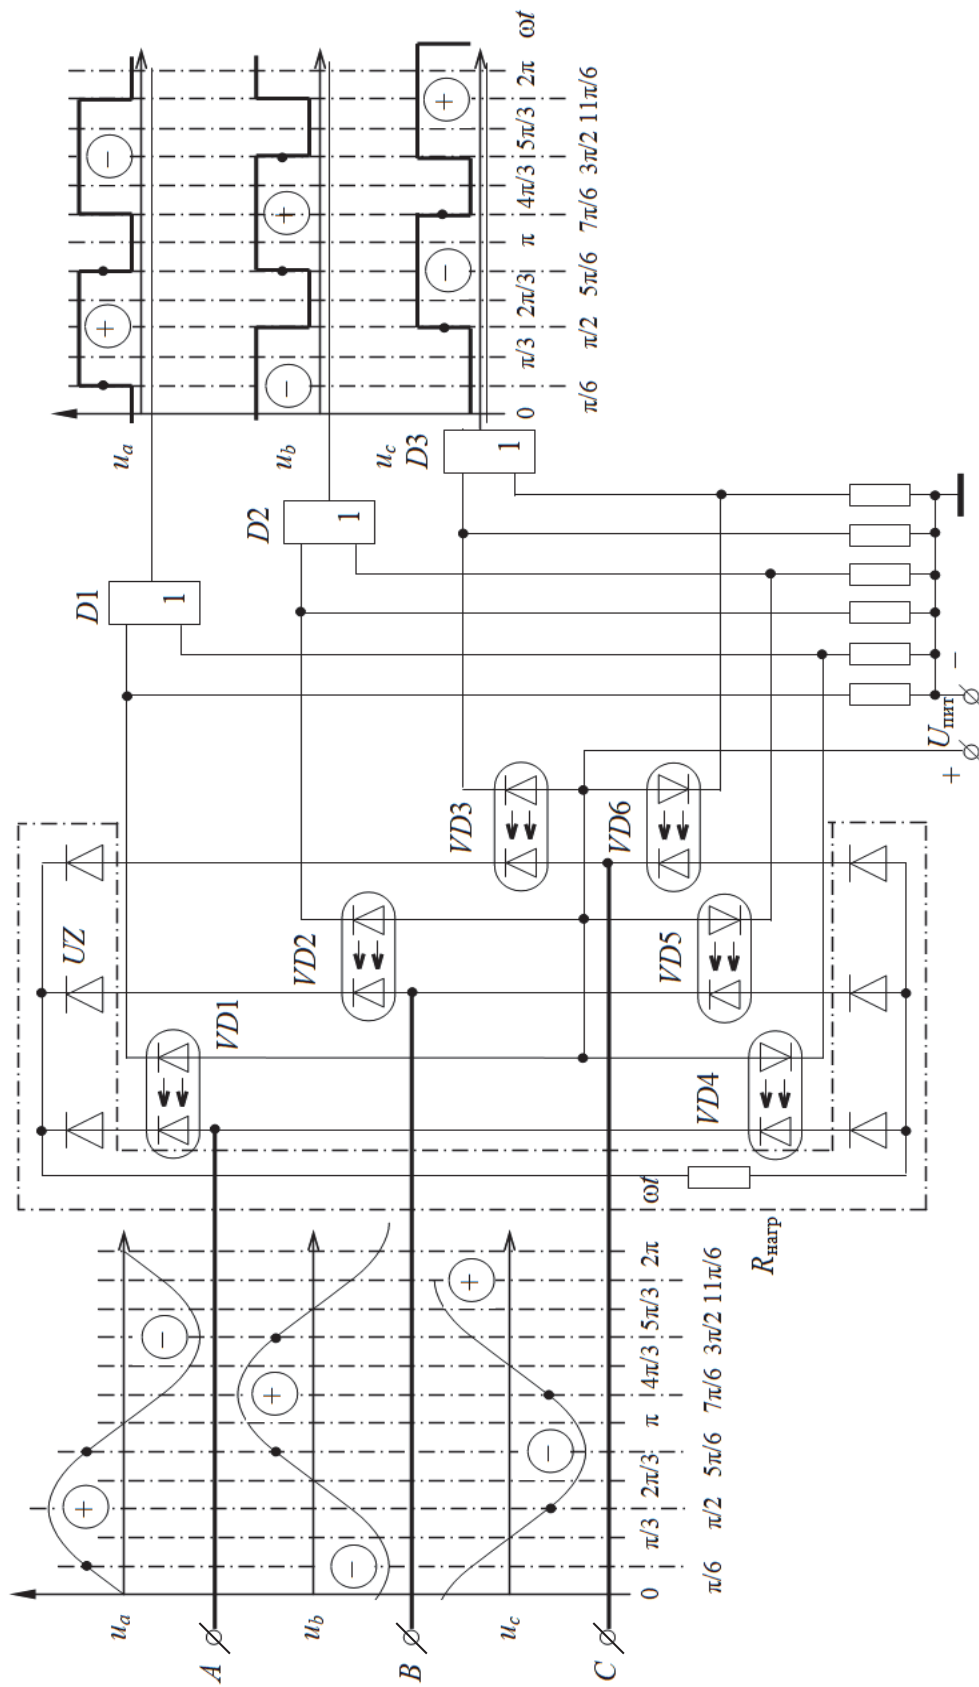 u_a
u_b
u_c
A
B
C
+
−
−
+
−
+
0 π/3 2π/3 π 4π/3 5π/3 2π ωt
π/6 π/2 5π/6 7π/6 3π/2 11π/6
R_нагр
UZ
VD1
VD2
VD3
VD4
VD5
VD6
+ U_пит −
D1
1
D2
1
D3
1
u_a
u_b
u_c
+
−
−
+
−
+
0 π/3 2π/3 π 4π/3 5π/3 2π ωt
π/6 π/2 5π/6 7π/6 3π/2 11π/6